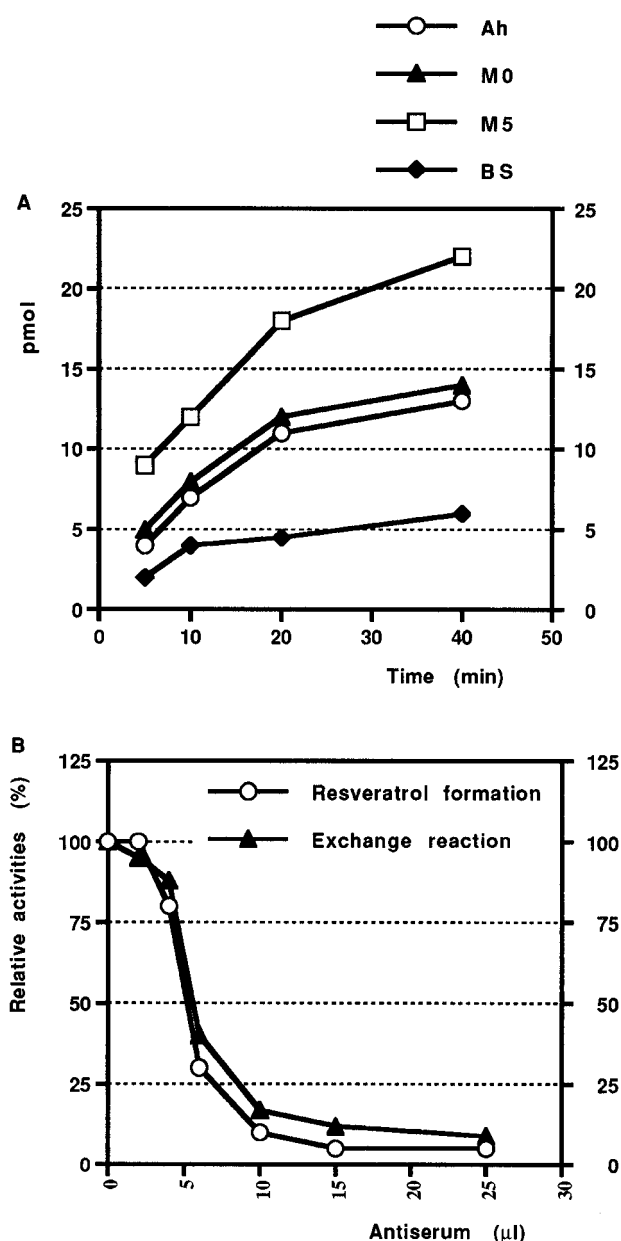 Ah
M0
M5
BS
A
25
20
15
10
5
0
pmol
25
20
15
10
5
0
0 10 20 30 40 50
Time (min)
B
125
100
75
50
25
0
Relative activities (%)
Resveratrol formation
Exchange reaction
125
100
75
50
25
0
0 5 10 15 20 25 30
Antiserum (µl)